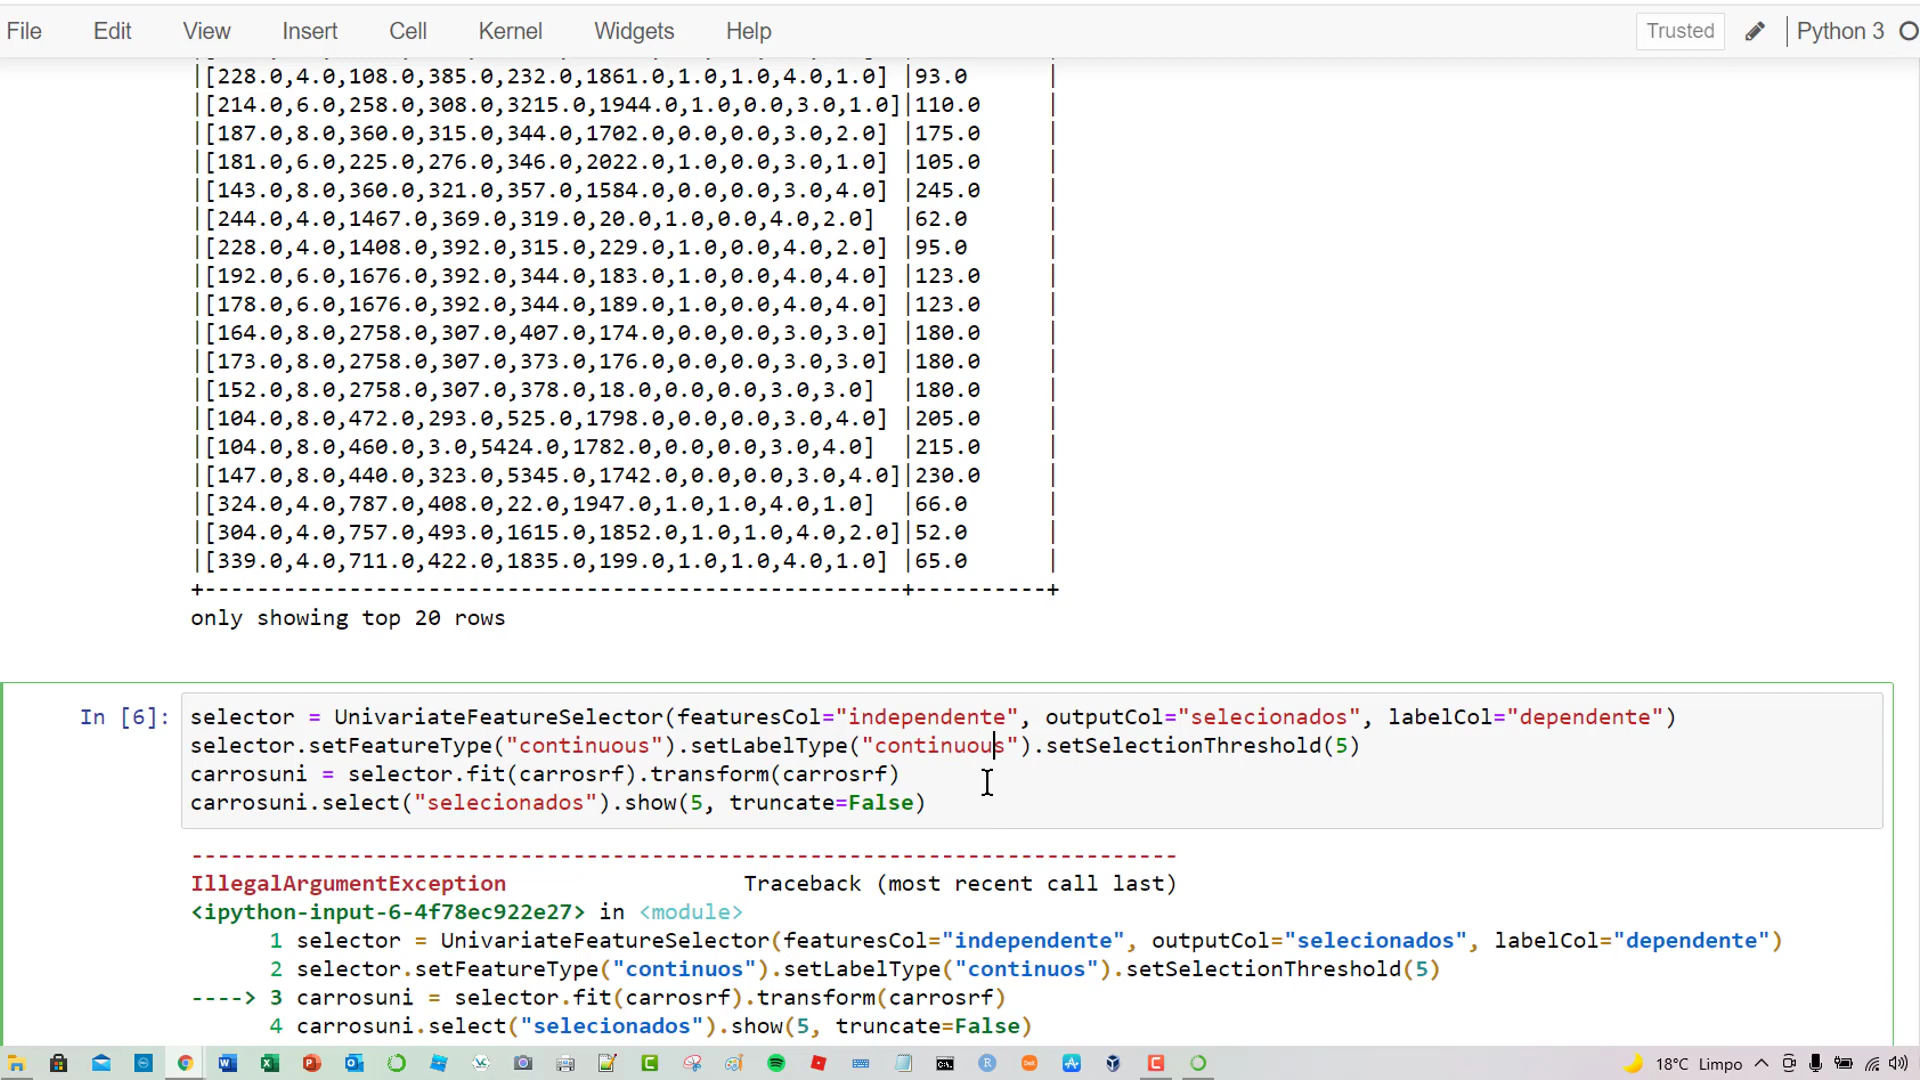 File Edit View Insert Cell Kernel Widgets Help Trusted Python 3
|[228.0,4.0,108.0,385.0,232.0,1861.0,1.0,1.0,4.0,1.0] |93.0 |
|[214.0,6.0,258.0,308.0,3215.0,1944.0,1.0,0.0,3.0,1.0]|110.0 |
|[187.0,8.0,360.0,315.0,344.0,1702.0,0.0,0.0,3.0,2.0] |175.0 |
|[181.0,6.0,225.0,276.0,346.0,2022.0,1.0,0.0,3.0,1.0] |105.0 |
|[143.0,8.0,360.0,321.0,357.0,1584.0,0.0,0.0,3.0,4.0] |245.0 |
|[244.0,4.0,1467.0,369.0,319.0,20.0,1.0,0.0,4.0,2.0] |62.0 |
|[228.0,4.0,1408.0,392.0,315.0,229.0,1.0,0.0,4.0,2.0] |95.0 |
|[192.0,6.0,1676.0,392.0,344.0,183.0,1.0,0.0,4.0,4.0] |123.0 |
|[178.0,6.0,1676.0,392.0,344.0,189.0,1.0,0.0,4.0,4.0] |123.0 |
|[164.0,8.0,2758.0,307.0,407.0,174.0,0.0,0.0,3.0,3.0] |180.0 |
|[173.0,8.0,2758.0,307.0,373.0,176.0,0.0,0.0,3.0,3.0] |180.0 |
|[152.0,8.0,2758.0,307.0,378.0,18.0,0.0,0.0,3.0,3.0] |180.0 |
|[104.0,8.0,472.0,293.0,525.0,1798.0,0.0,0.0,3.0,4.0] |205.0 |
|[104.0,8.0,460.0,3.0,5424.0,1782.0,0.0,0.0,3.0,4.0] |215.0 |
|[147.0,8.0,440.0,323.0,5345.0,1742.0,0.0,0.0,3.0,4.0]|230.0 |
|[324.0,4.0,787.0,408.0,22.0,1947.0,1.0,1.0,4.0,1.0] |66.0 |
|[304.0,4.0,757.0,493.0,1615.0,1852.0,1.0,1.0,4.0,2.0]|52.0 |
|[339.0,4.0,711.0,422.0,1835.0,199.0,1.0,1.0,4.0,1.0] |65.0 |
+-----------------------------------------------------+----------+
only showing top 20 rows
In [6]: selector = UnivariateFeatureSelector(featuresCol="independente", outputCol="selecionados", labelCol="dependente")
selector.setFeatureType("continuous").setLabelType("continuous").setSelectionThreshold(5)
carrosuni = selector.fit(carrosrf).transform(carrosrf)
carrosuni.select("selecionados").show(5, truncate=False)
---------------------------------------------------------------------------
IllegalArgumentException Traceback (most recent call last)
<ipython-input-6-4f78ec922e27> in <module>
1 selector = UnivariateFeatureSelector(featuresCol="independente", outputCol="selecionados", labelCol="dependente")
2 selector.setFeatureType("continuos").setLabelType("continuos").setSelectionThreshold(5)
----> 3 carrosuni = selector.fit(carrosrf).transform(carrosrf)
4 carrosuni.select("selecionados").show(5, truncate=False)
18°C Limpo